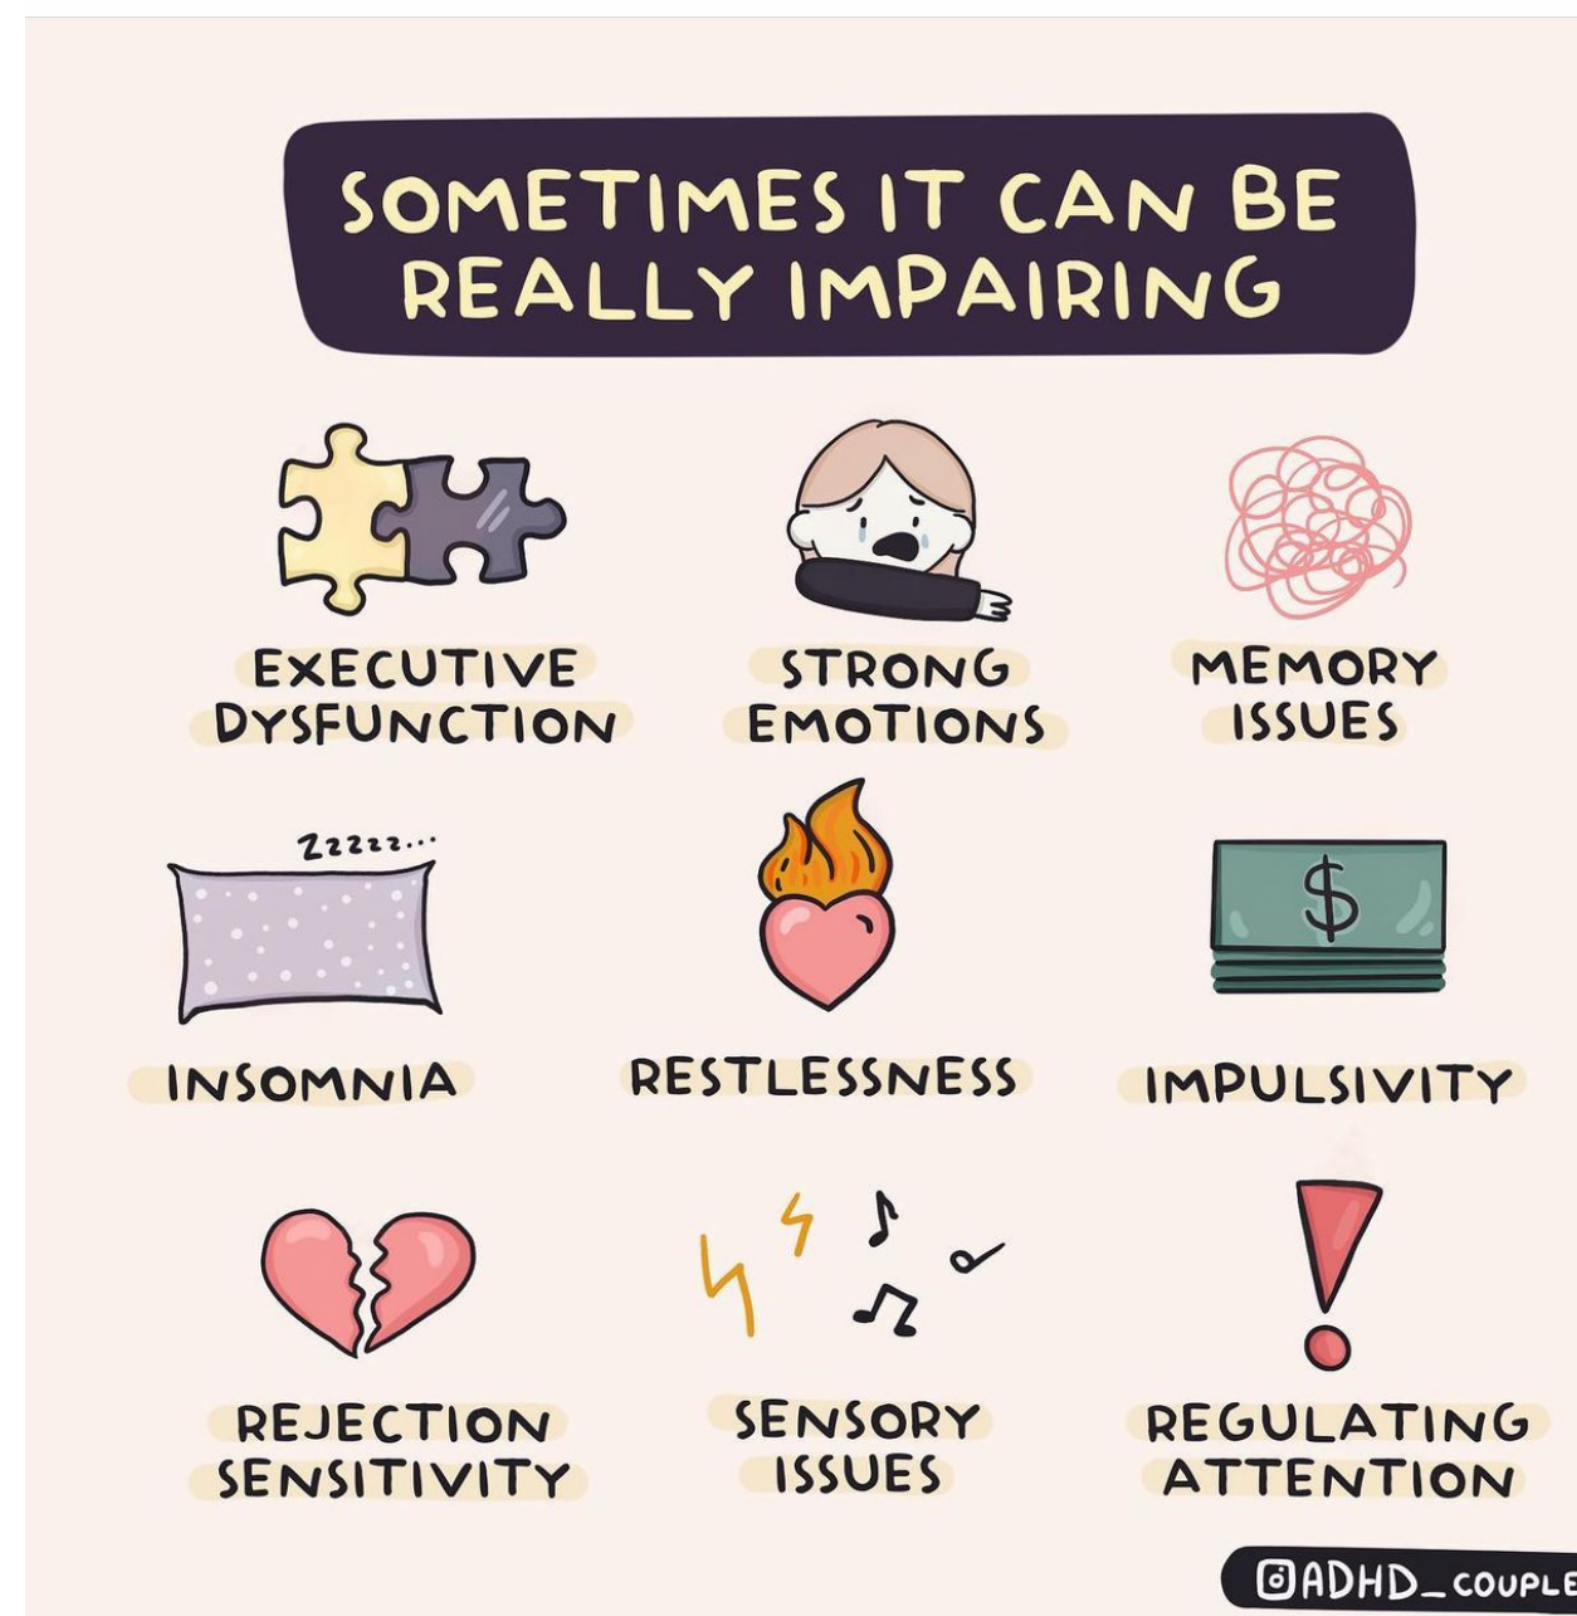 SOMETIMES IT CAN BE
REALLY IMPAIRING
EXECUTIVE
DYSFUNCTION
STRONG
EMOTIONS
MEMORY
ISSUES
Zzzzz...
INSOMNIA
RESTLESSNESS
$
IMPULSIVITY
REJECTION
SENSITIVITY
SENSORY
ISSUES
REGULATING
ATTENTION
ADHD_COUPLE